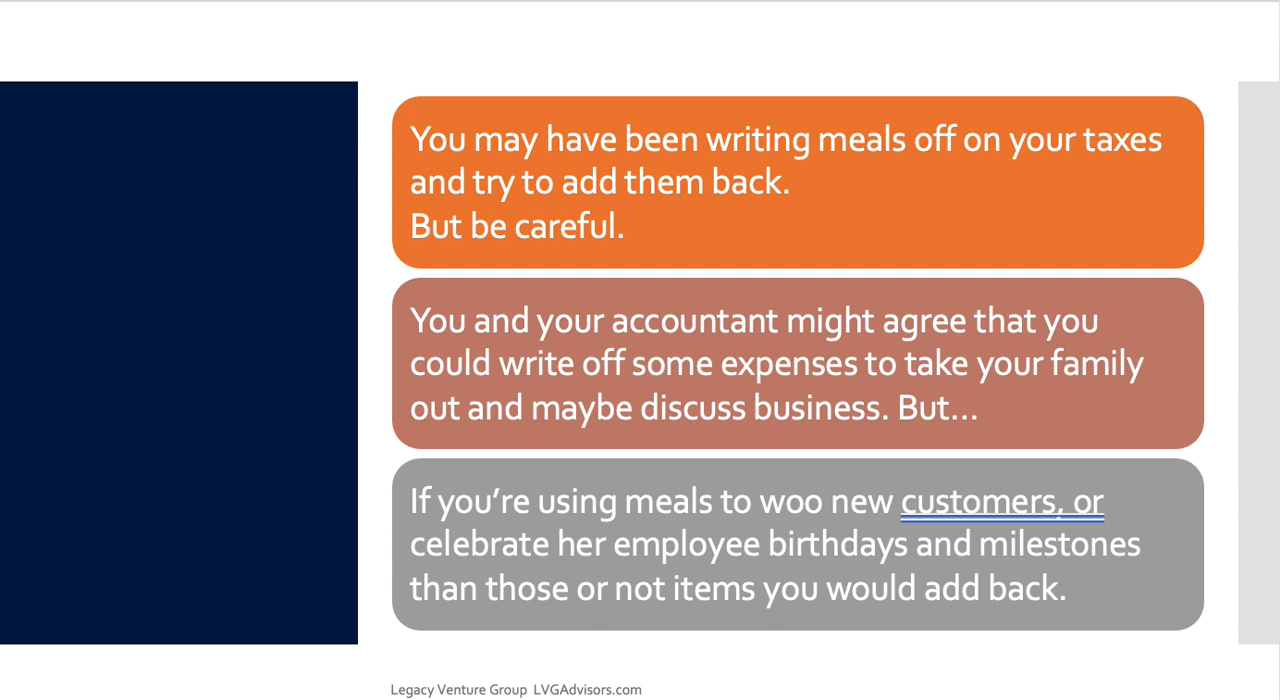 You may have been writing meals off on your taxes
and try to add them back.
But be careful.
You and your accountant might agree that you
could write off some expenses to take your family
out and maybe discuss business. But...
If you’re using meals to woo new customers, or
celebrate her employee birthdays and milestones
than those or not items you would add back.
Legacy Venture Group LVGAdvisors.com